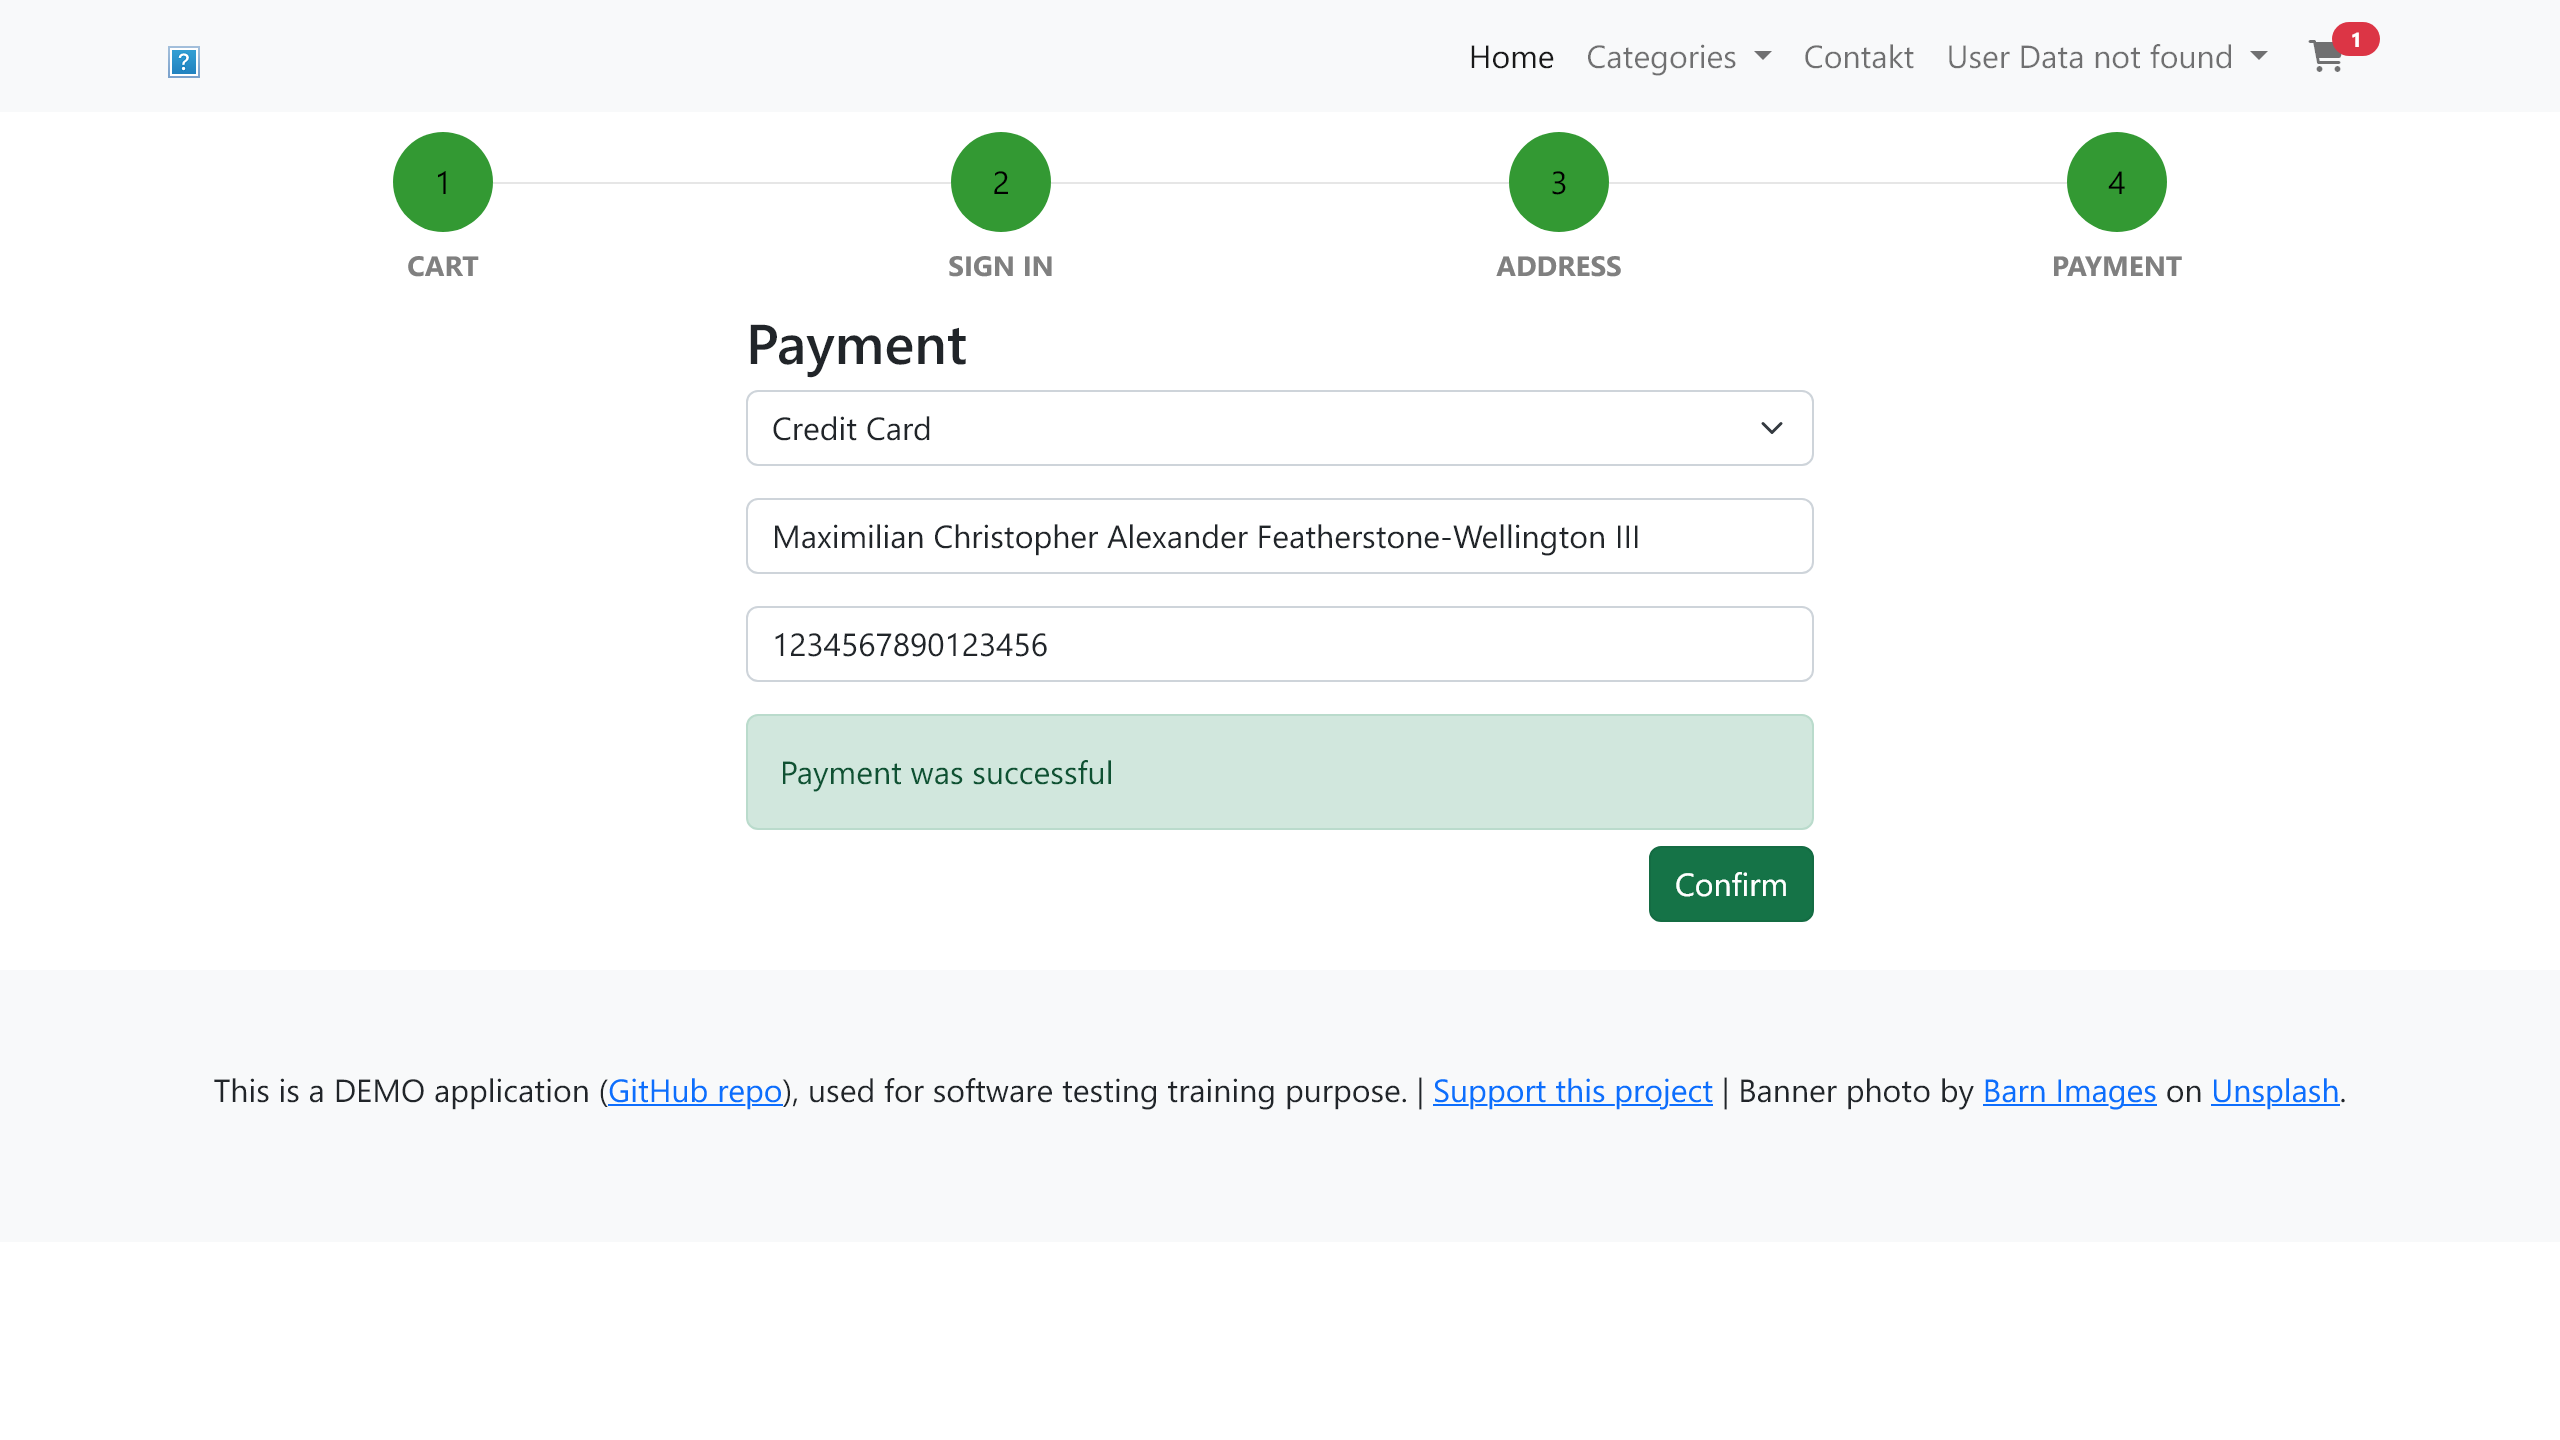 ?
Home Categories Contakt User Data not found 1
1 2 3 4
CART SIGN IN ADDRESS PAYMENT
Payment
Credit Card
Maximilian Christopher Alexander Featherstone-Wellington III
1234567890123456
Payment was successful
Confirm
This is a DEMO application (GitHub repo), used for software testing training purpose. | Support this project | Banner photo by Barn Images on Unsplash.